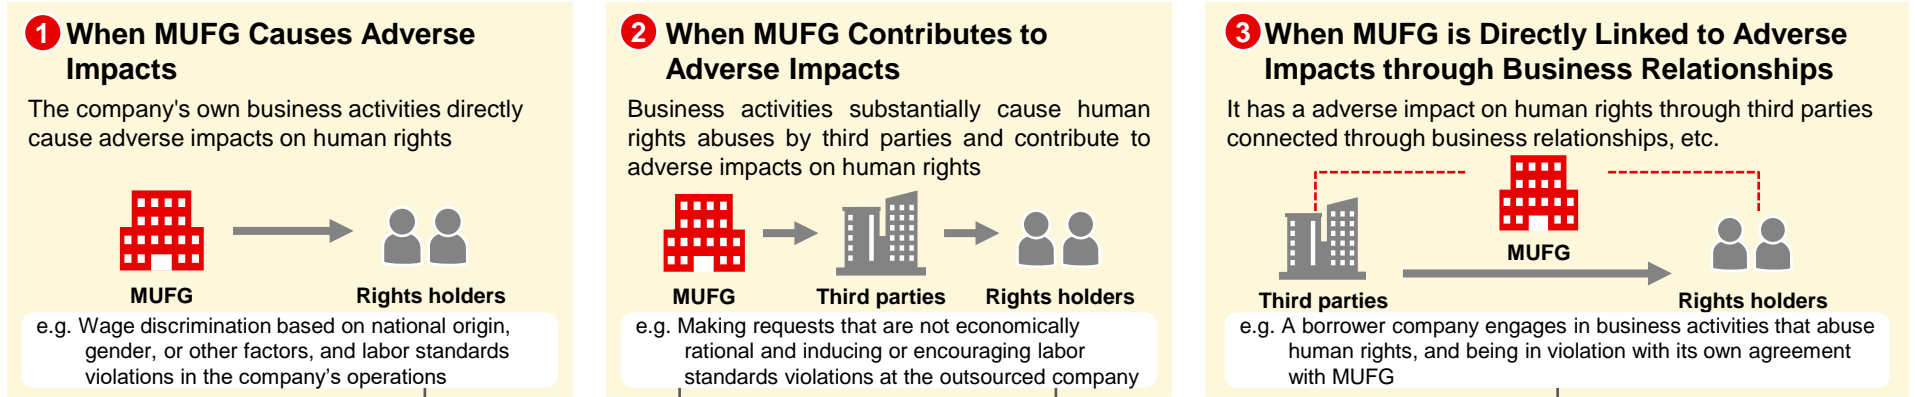 1 When MUFG Causes Adverse
Impacts
The company's own business activities directly
cause adverse impacts on human rights
MUFG
Rights holders
e.g. Wage discrimination based on national origin,
gender, or other factors, and labor standards
violations in the company's operations
2 When MUFG Contributes to
Adverse Impacts
Business activities substantially cause human
rights abuses by third parties and contribute to
adverse impacts on human rights
MUFG
Third parties
Rights holders
e.g. Making requests that are not economically
rational and inducing or encouraging labor
standards violations at the outsourced company
3 When MUFG is Directly Linked to Adverse
Impacts through Business Relationships
It has a adverse impact on human rights through third parties
connected through business relationships, etc.
MUFG
Third parties
Rights holders
e.g. A borrower company engages in business activities that abuse
human rights, and being in violation with its own agreement
with MUFG